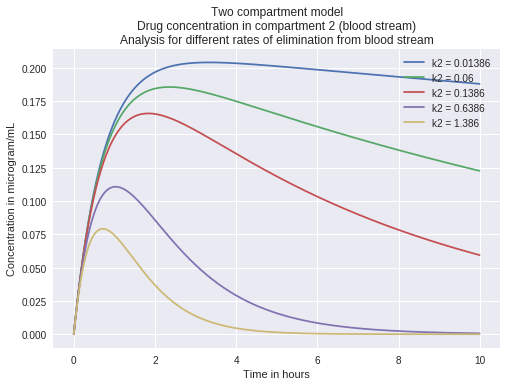 Two compartment model
Drug concentration in compartment 2 (blood stream)
Analysis for different rates of elimination from blood stream
k2 = 0.01386
k2 = 0.06
k2 = 0.1386
k2 = 0.6386
k2 = 1.386
Concentration in microgram/mL
0.200
0.175
0.150
0.125
0.100
0.075
0.050
0.025
0.000
0 2 4 6 8 10
Time in hours